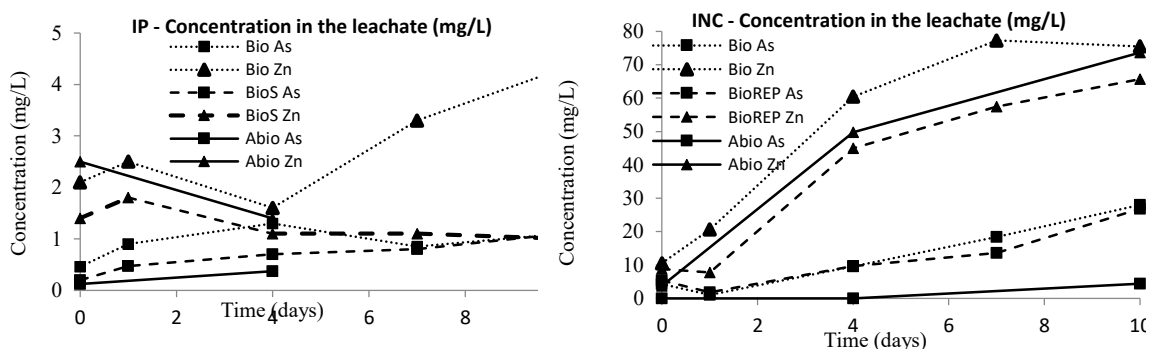 IP - Concentration in the leachate (mg/L)
5
4
3
2
1
0
Concentration (mg/L)
Bio As
Bio Zn
BioS As
BioS Zn
Abio As
Abio Zn
0 2 4 6 8
Time (days)
INC - Concentration in the leachate (mg/L)
80
70
60
50
40
30
20
10
0
Concentration (mg/L)
Bio As
Bio Zn
BioREP As
BioREP Zn
Abio As
Abio Zn
0 2 4 6 8 10
Time (days)